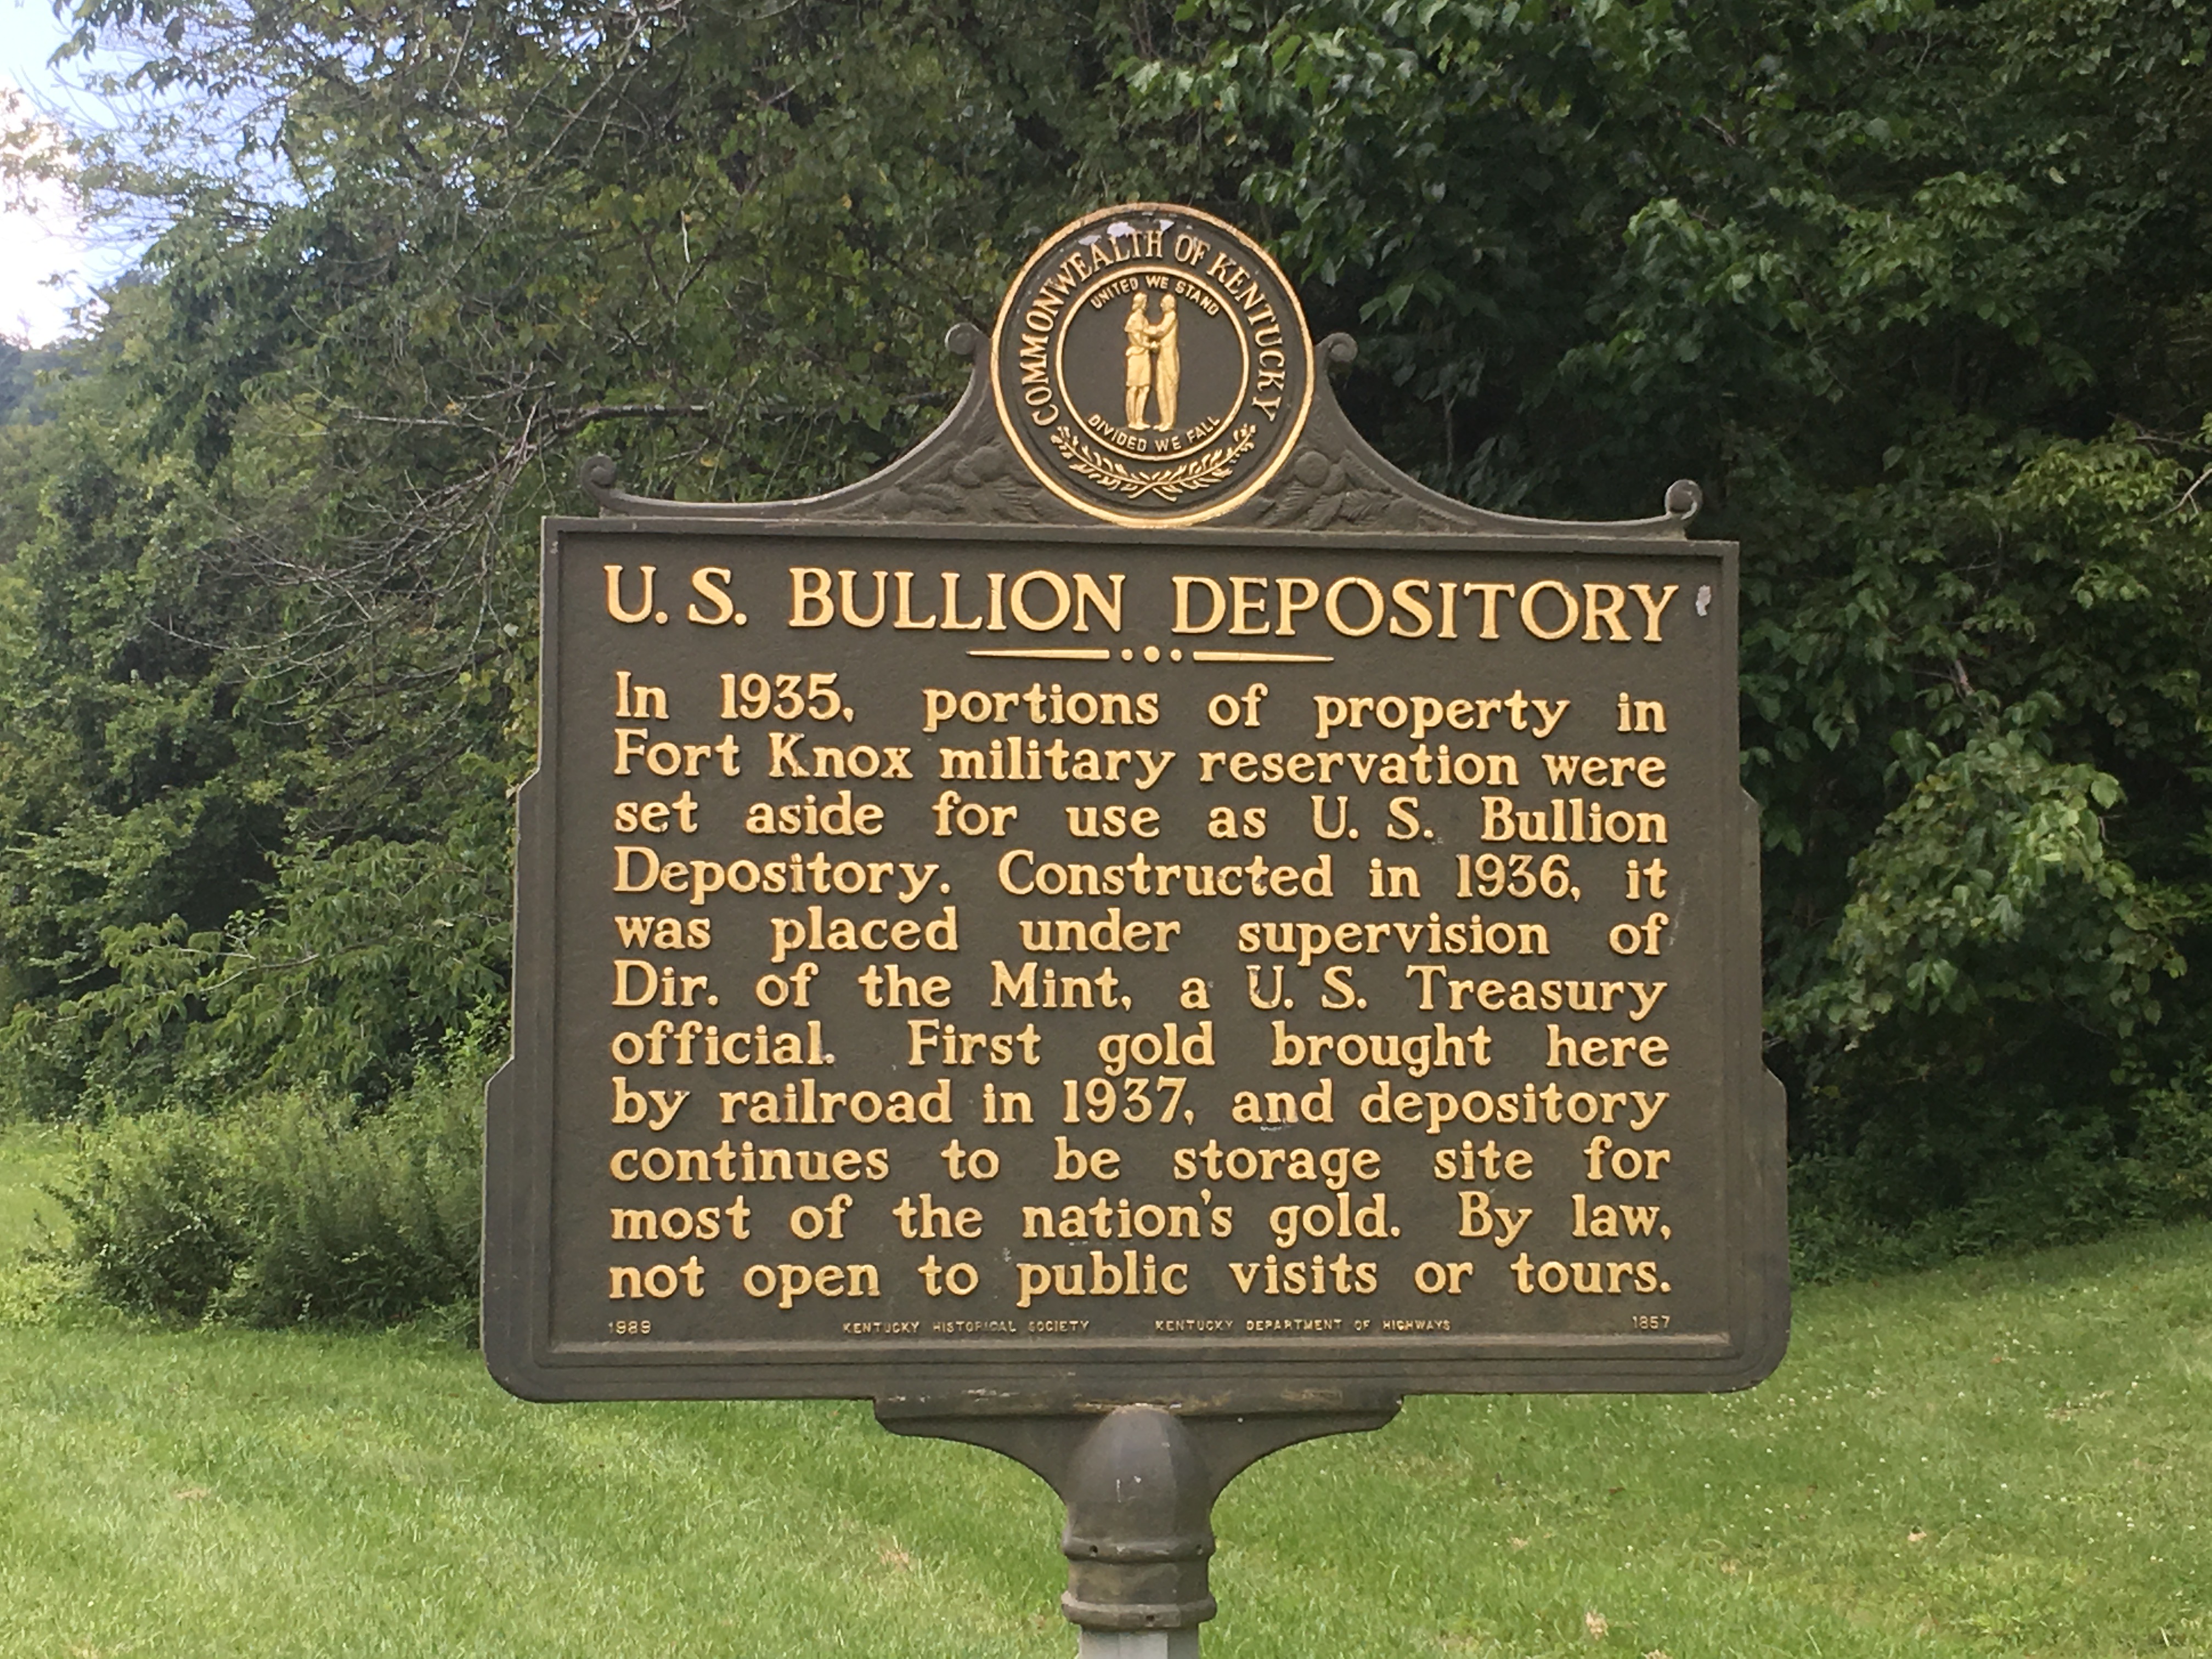 COMMONWEALTH OF KENTUCKY
UNITED WE STAND
DIVIDED WE FALL
U. S. BULLION DEPOSITORY
In 1935, portions of property in
Fort Knox military reservation were
set aside for use as U. S. Bullion
Depository. Constructed in 1936, it
was placed under supervision of
Dir. of the Mint, a U. S. Treasury
official. First gold brought here
by railroad in 1937, and depository
continues to be storage site for
most of the nation's gold. By law,
not open to public visits or tours.
1989 KENTUCKY HISTORICAL SOCIETY KENTUCKY DEPARTMENT OF HIGHWAYS 1857